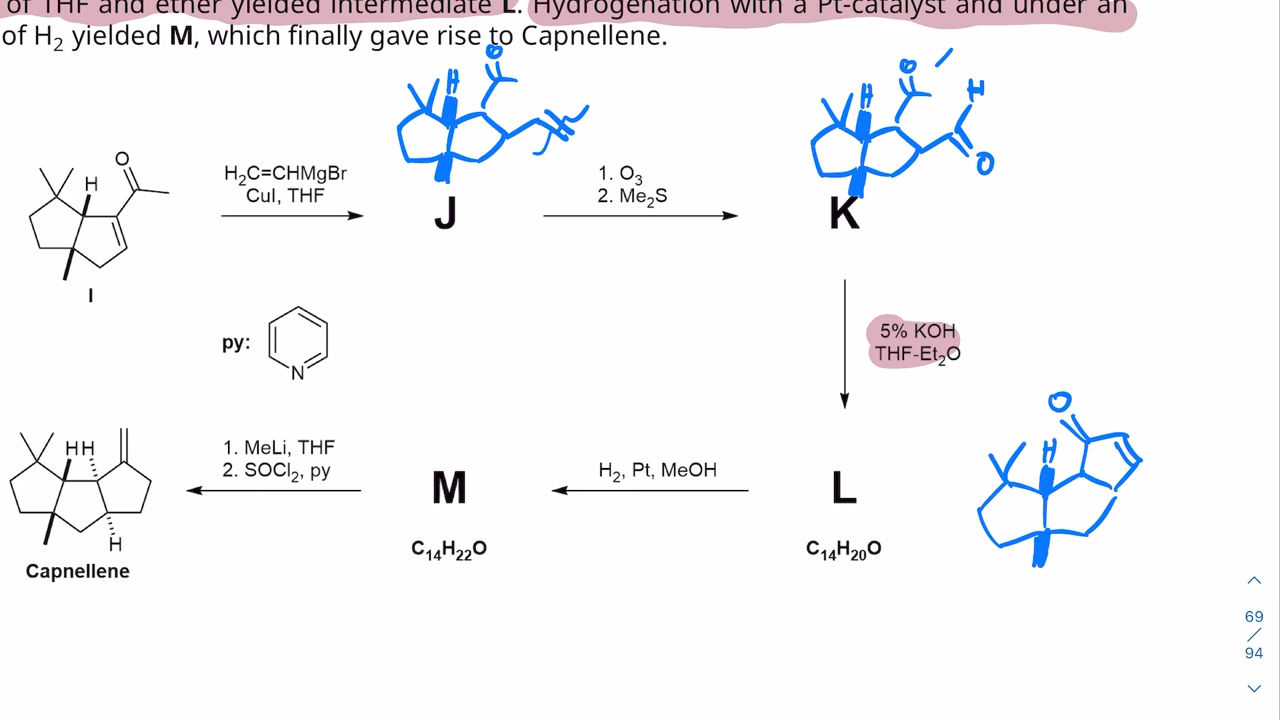 of THF and ether yielded intermediate L. Hydrogenation with a Pt-catalyst and under an
of H₂ yielded M, which finally gave rise to Capnellene.
O
H
O
H
H
O
O
H
I
H₂C=CHMgBr
CuI, THF
J
1. O₃
2. Me₂S
K
py:
N
5% KOH
THF-Et₂O
O
H
H H
H
Capnellene
1. MeLi, THF
2. SOCl₂, py
M
C₁₄H₂₂O
H₂, Pt, MeOH
L
C₁₄H₂₀O
69
/
94